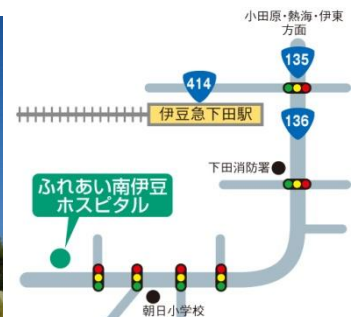 小田原・熱海・伊東
方面
135
414
伊豆急下田駅
136
下田消防署
ふれあい南伊豆
ホスピタル
朝日小学校